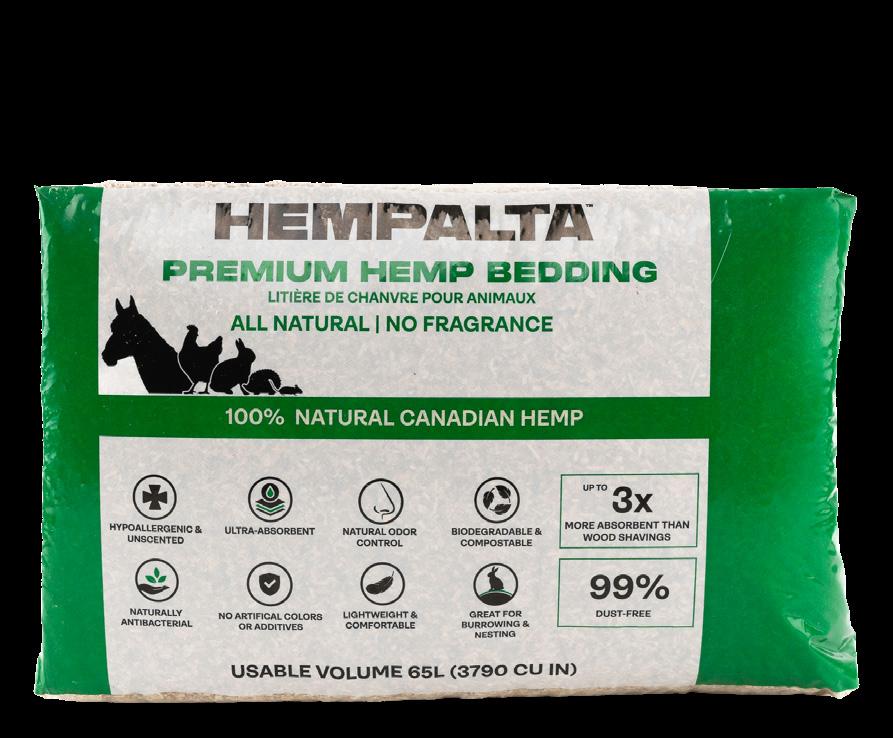 HEMPALTA™
PREMIUM HEMP BEDDING
LITIÈRE DE CHANVRE POUR ANIMAUX
ALL NATURAL | NO FRAGRANCE
100% NATURAL CANADIAN HEMP
HYPOALLERGENIC &
UNSCENTED
ULTRA-ABSORBENT
NATURAL ODOR
CONTROL
BIODEGRADABLE &
COMPOSTABLE
UP TO 3x
MORE ABSORBENT THAN
WOOD SHAVINGS
NATURALLY
ANTIBACTERIAL
NO ARTIFICAL COLORS
OR ADDITIVES
LIGHTWEIGHT &
COMFORTABLE
GREAT FOR
BURROWING &
NESTING
99%
DUST-FREE
USABLE VOLUME 65L (3790 CU IN)